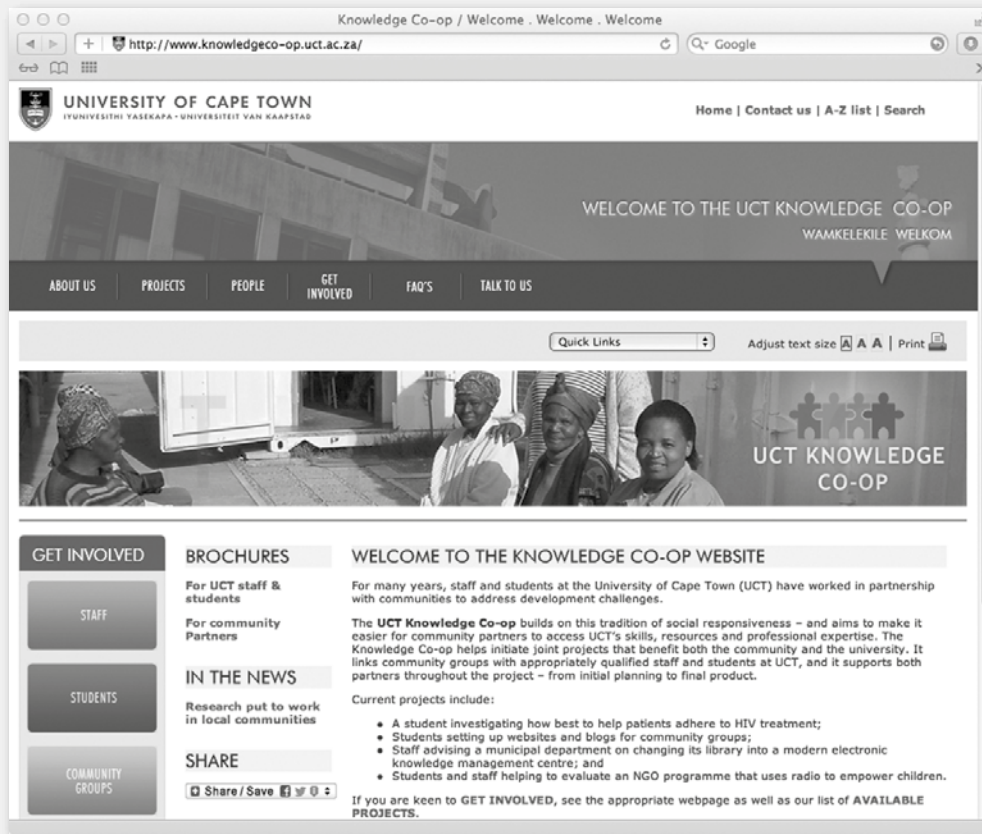 Knowledge Co-op / Welcome . Welcome . Welcome
http://www.knowledgeco-op.uct.ac.za/
Google
UNIVERSITY OF CAPE TOWN
IYUNIVESITHI YASEKAPA • UNIVERSITEIT VAN KAAPSTAD
Home | Contact us | A-Z list | Search
WELCOME TO THE UCT KNOWLEDGE CO-OP
WAMKELEKILE WELKOM
ABOUT US
PROJECTS
PEOPLE
GET
INVOLVED
FAQ'S
TALK TO US
Quick Links
Adjust text size A A A | Print
UCT KNOWLEDGE
CO-OP
GET INVOLVED
STAFF
STUDENTS
COMMUNITY
GROUPS
BROCHURES
For UCT staff &
students
For community
Partners
IN THE NEWS
Research put to work
in local communities
SHARE
Share / Save
WELCOME TO THE KNOWLEDGE CO-OP WEBSITE
For many years, staff and students at the University of Cape Town (UCT) have worked in partnership
with communities to address development challenges.
The UCT Knowledge Co-op builds on this tradition of social responsiveness – and aims to make it
easier for community partners to access UCT's skills, resources and professional expertise. The
Knowledge Co-op helps initiate joint projects that benefit both the community and the university. It
links community groups with appropriately qualified staff and students at UCT, and it supports both
partners throughout the project – from initial planning to final product.
Current projects include:
• A student investigating how best to help patients adhere to HIV treatment;
• Students setting up websites and blogs for community groups;
• Staff advising a municipal department on changing its library into a modern electronic
knowledge management centre; and
• Students and staff helping to evaluate an NGO programme that uses radio to empower children.
If you are keen to GET INVOLVED, see the appropriate webpage as well as our list of AVAILABLE
PROJECTS.